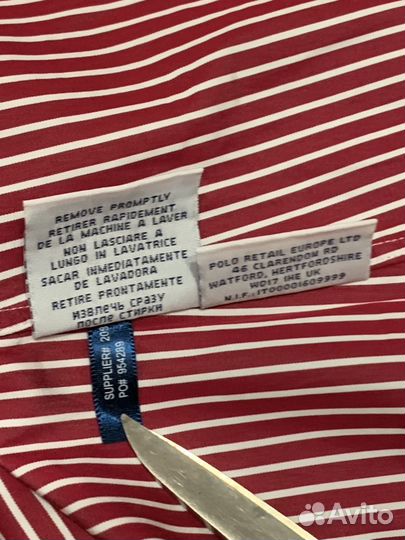 REMOVE PROMPTLY
RETIRER RAPIDEMENT
DE LA MACHINE A LAVER
NON LASCIARE A
LUNGO IN LAVATRICE
SACAR INMEDIATAMENTE
DE LAVADORA
RETIRE PRONTAMENTE
ИЗВЛЕЧЬ СРАЗУ
ПОСЛЕ СТИРКИ
POLO RETAIL EUROPE LTD
46 CLARENDON RD
WATFORD, HERTFORDSHIRE
WD17 1HE UK
N.I.F.: IT00001609999
SUPPLIER#
PO# 954289
Avito